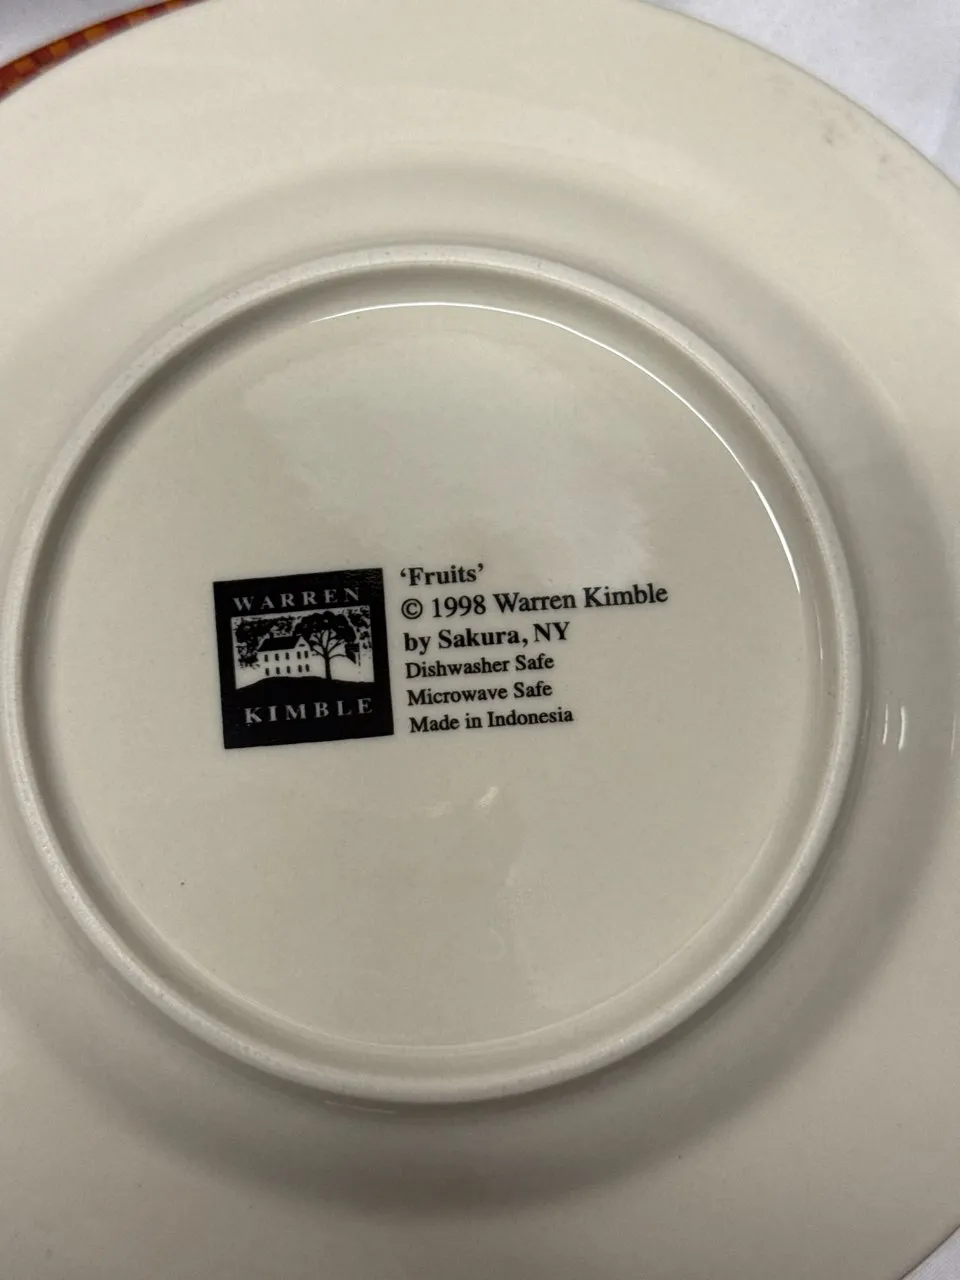 WARREN
KIMBLE
‘Fruits’
© 1998 Warren Kimble
by Sakura, NY
Dishwasher Safe
Microwave Safe
Made in Indonesia